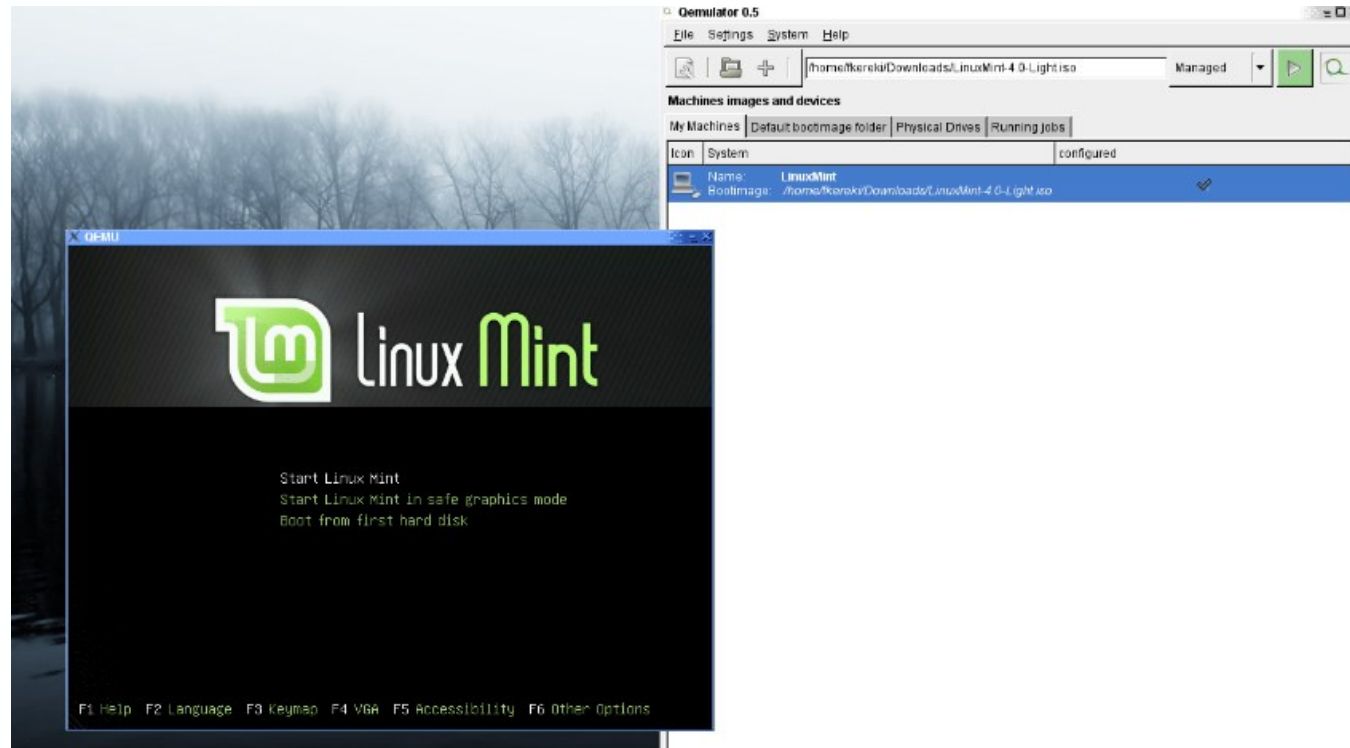 Qemulator 0.5
File Settings System Help
/home/fkereki/Downloads/LinuxMint-4.0-Light.iso Managed
Machines images and devices
My Machines Default bootimage folder Physical Drives Running jobs
Icon System configured
Name: LinuxMint
Bootimage: /home/fkereki/Downloads/LinuxMint-4.0-Light.iso
QEMU
lm Linux Mint
Start Linux Mint
Start Linux Mint in safe graphics mode
Boot from first hard disk
F1 Help F2 Language F3 Keymap F4 VGA F5 Accessibility F6 Other Options